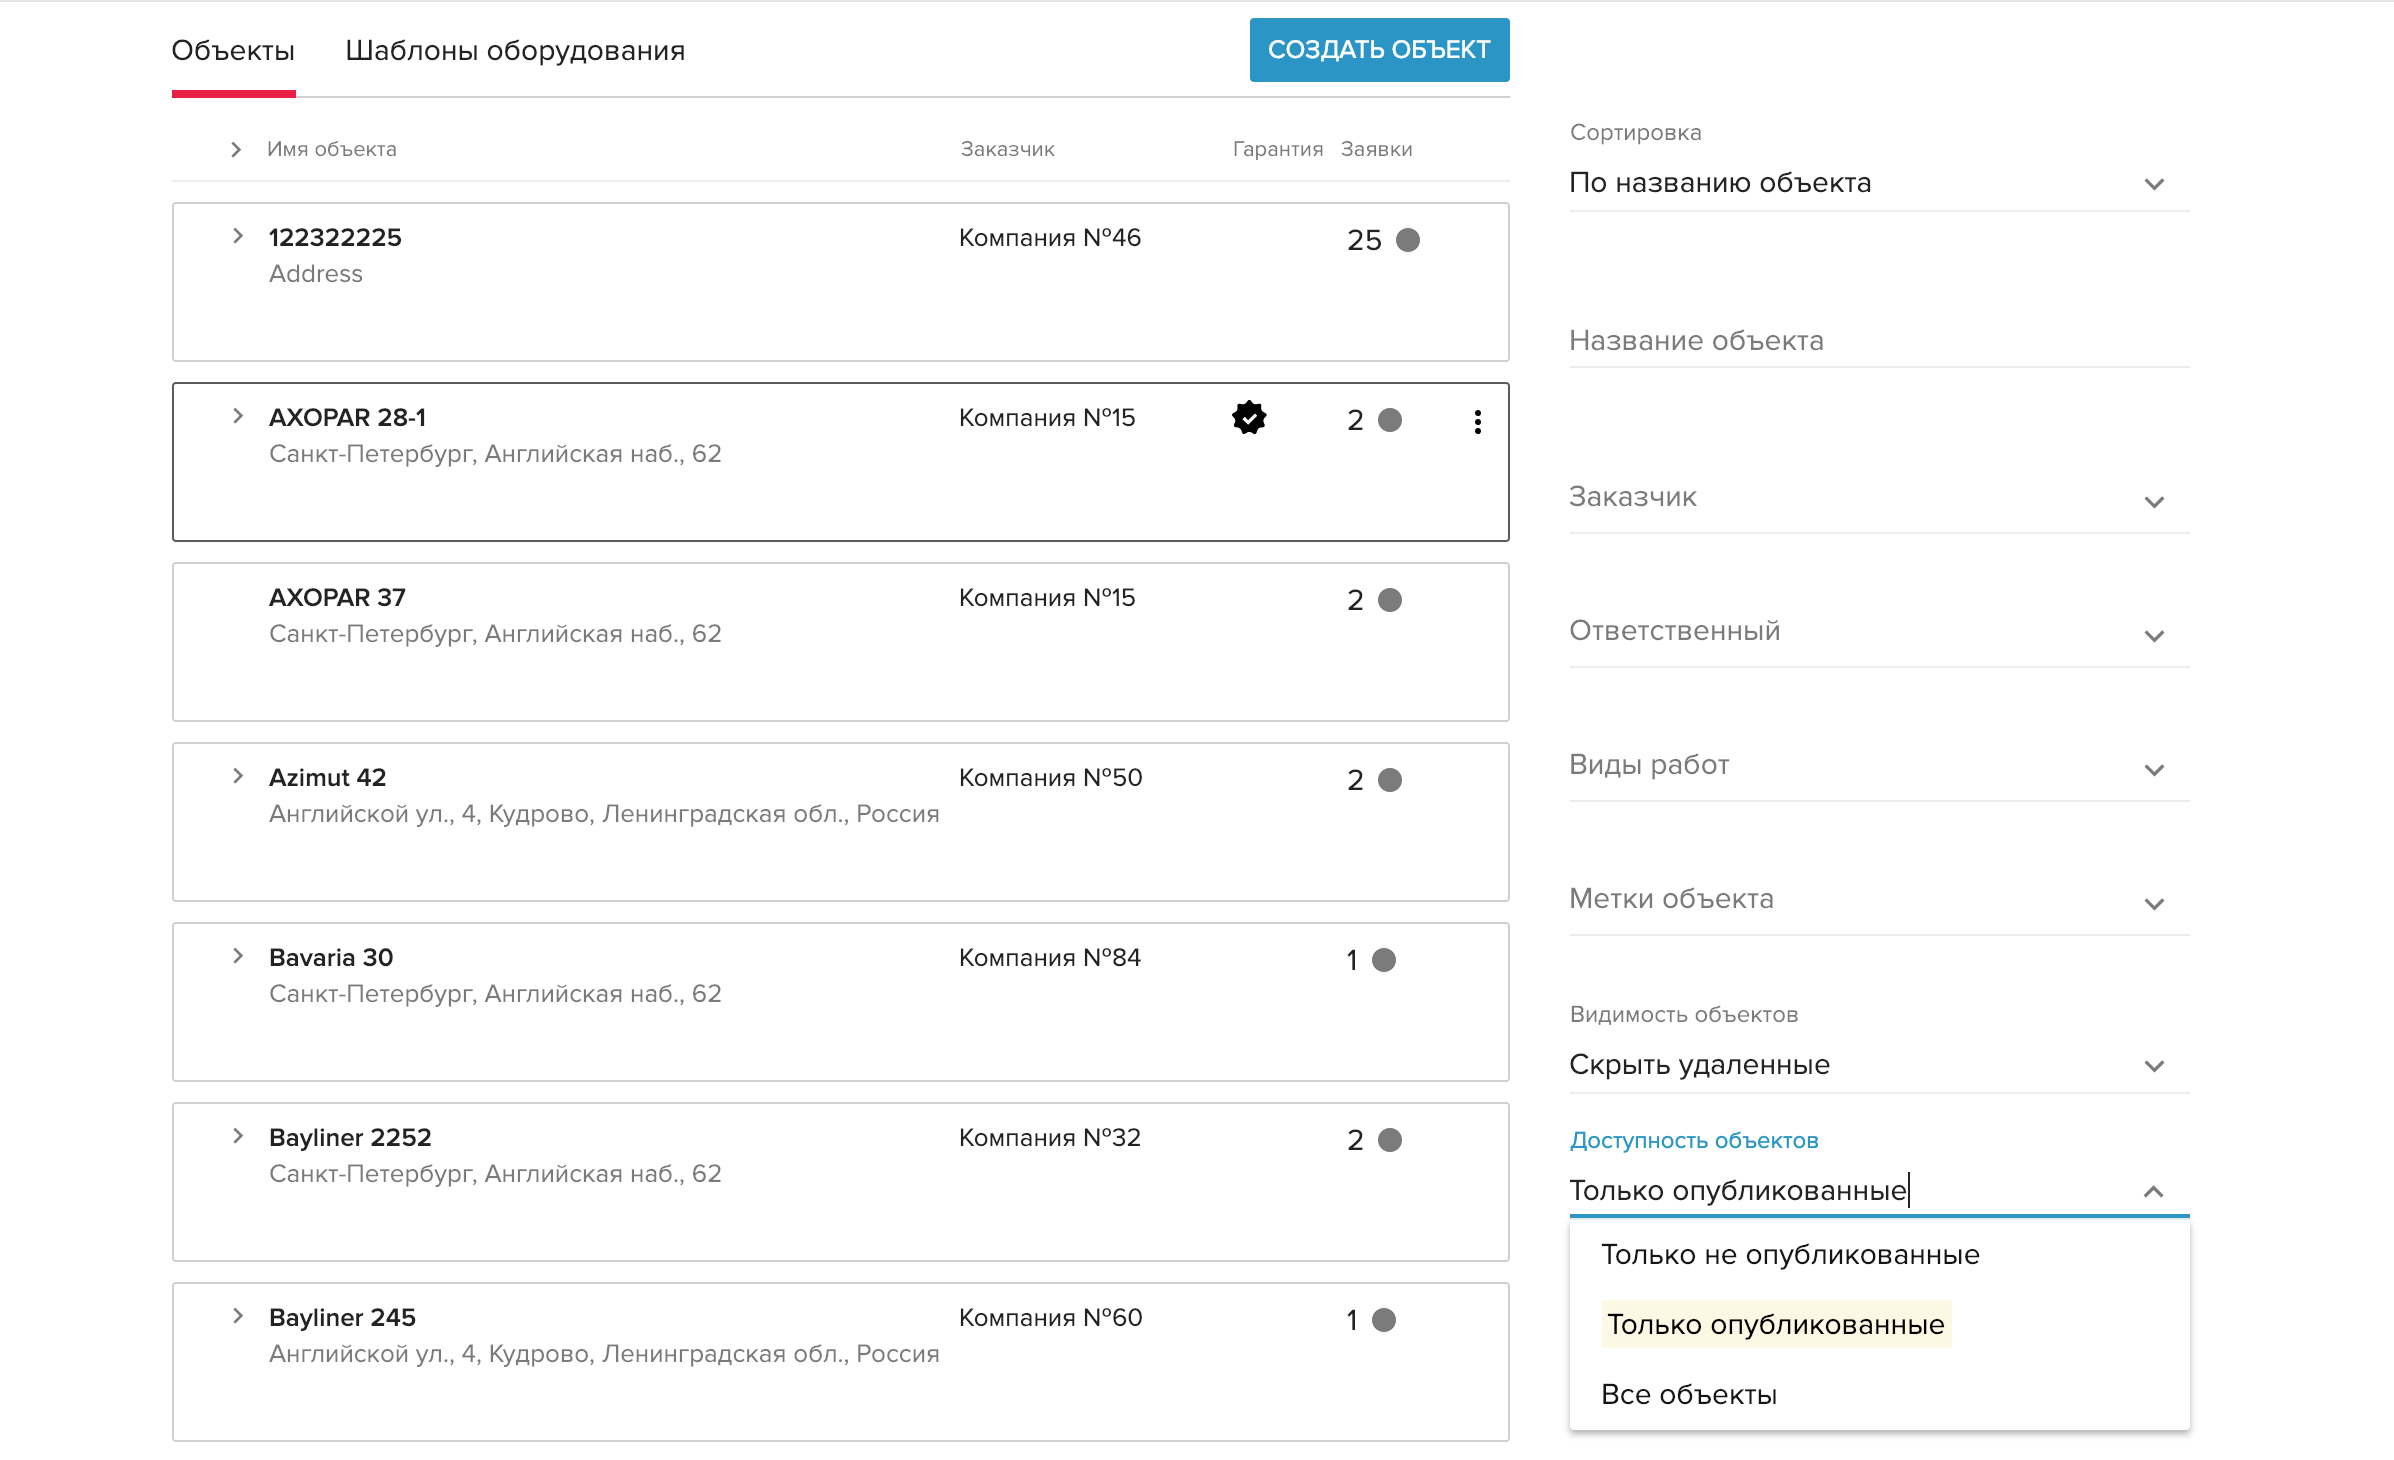 Объекты Шаблоны оборудования СОЗДАТЬ ОБЪЕКТ
Имя объекта Заказчик Гарантия Заявки
122322225 Компания №46 25
Address
AXOPAR 28-1 Компания №15 2
Санкт-Петербург, Английская наб., 62
AXOPAR 37 Компания №15 2
Санкт-Петербург, Английская наб., 62
Azimut 42 Компания №50 2
Английской ул., 4, Кудрово, Ленинградская обл., Россия
Bavaria 30 Компания №84 1
Санкт-Петербург, Английская наб., 62
Bayliner 2252 Компания №32 2
Санкт-Петербург, Английская наб., 62
Bayliner 245 Компания №60 1
Английской ул., 4, Кудрово, Ленинградская обл., Россия
Сортировка
По названию объекта
Название объекта
Заказчик
Ответственный
Виды работ
Метки объекта
Видимость объектов
Скрыть удаленные
Доступность объектов
Только опубликованные
Только не опубликованные
Только опубликованные
Все объекты